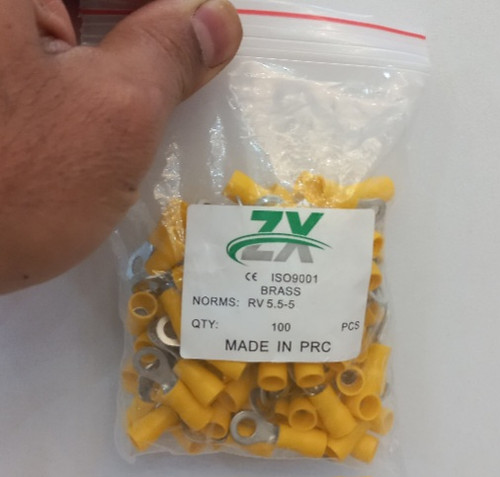 ZX
CE ISO9001
BRASS
NORMS: RV 5.5-5
QTY: 100 PCS
MADE IN PRC